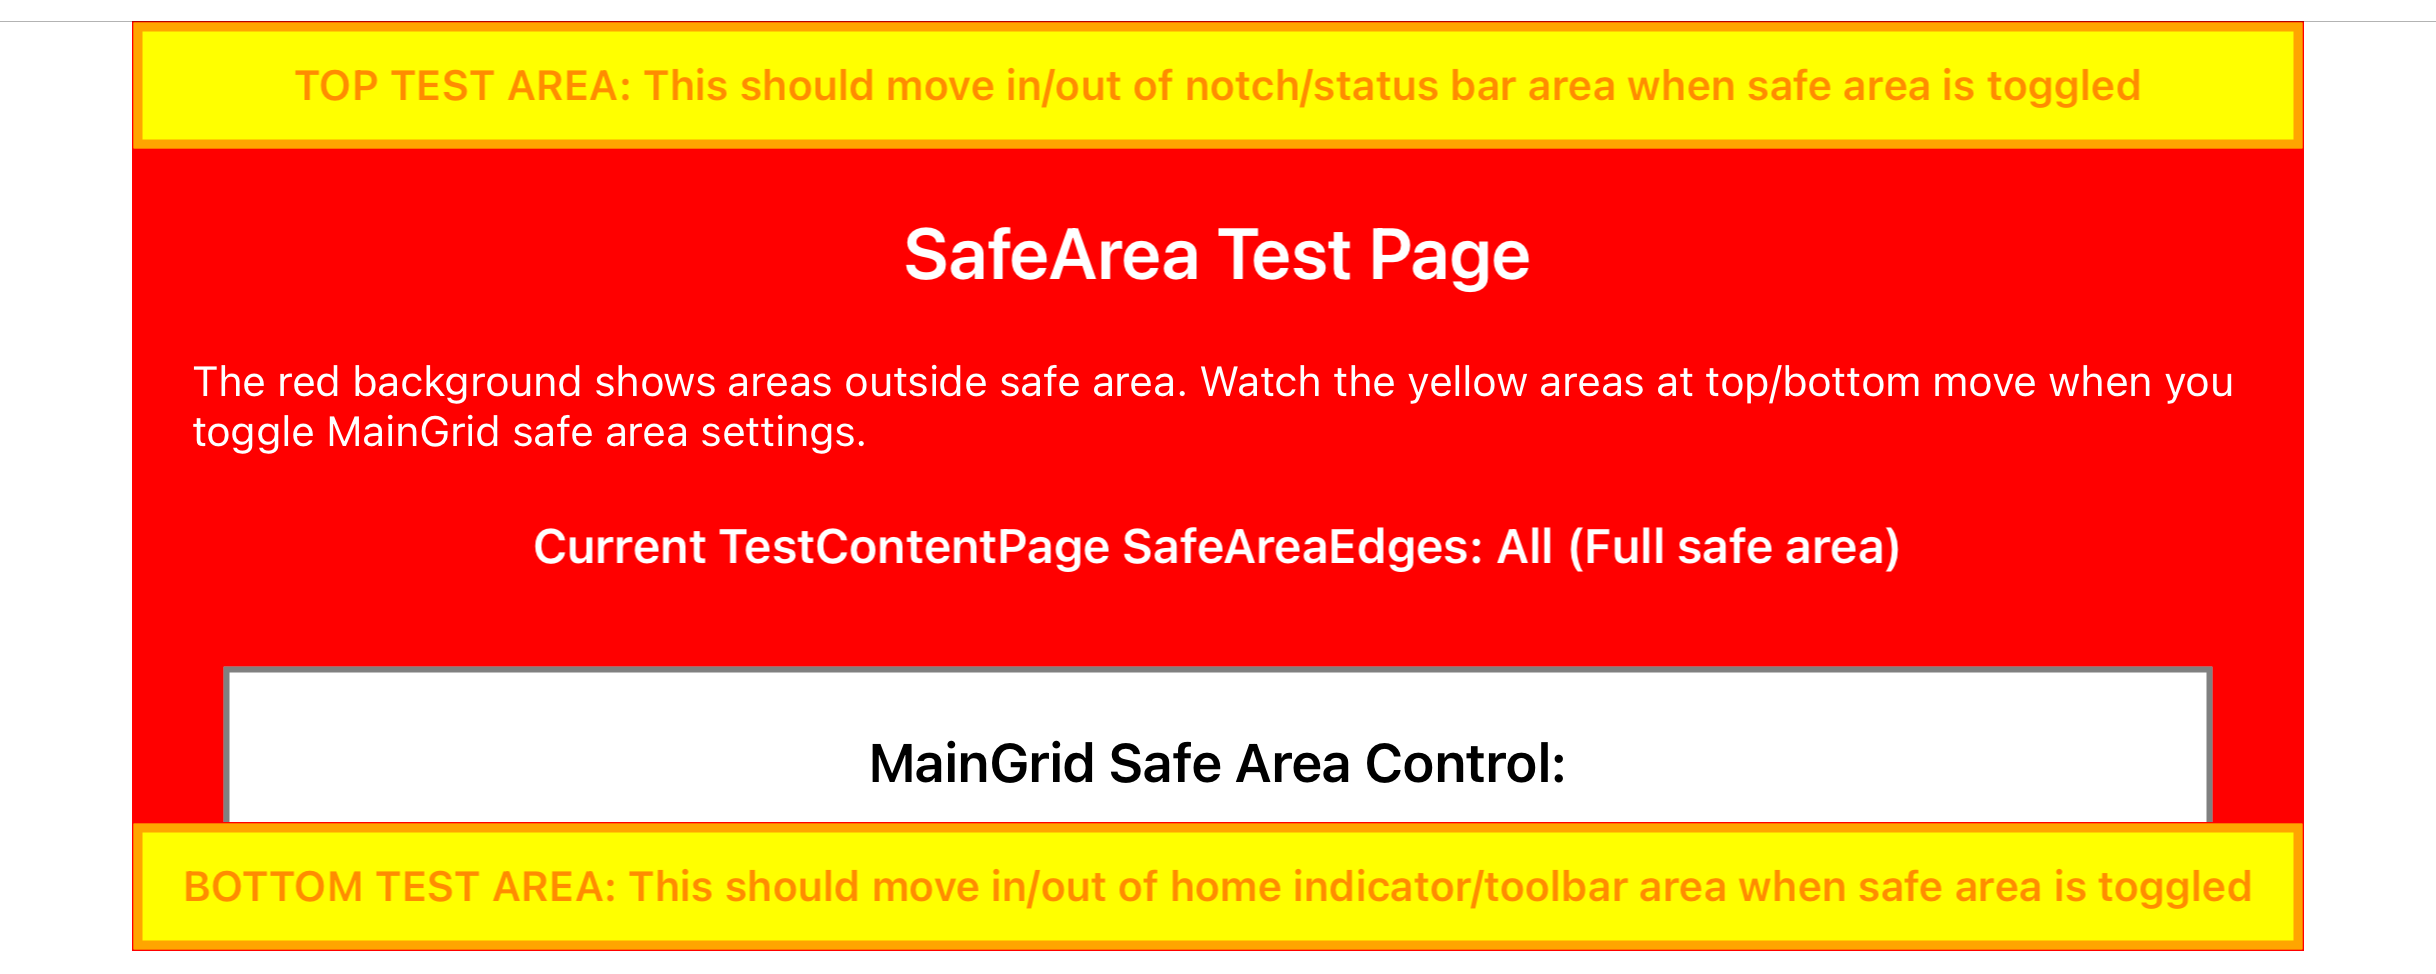 TOP TEST AREA: This should move in/out of notch/status bar area when safe area is toggled
SafeArea Test Page
The red background shows areas outside safe area. Watch the yellow areas at top/bottom move when you
toggle MainGrid safe area settings.
Current TestContentPage SafeAreaEdges: All (Full safe area)
MainGrid Safe Area Control:
BOTTOM TEST AREA: This should move in/out of home indicator/toolbar area when safe area is toggled